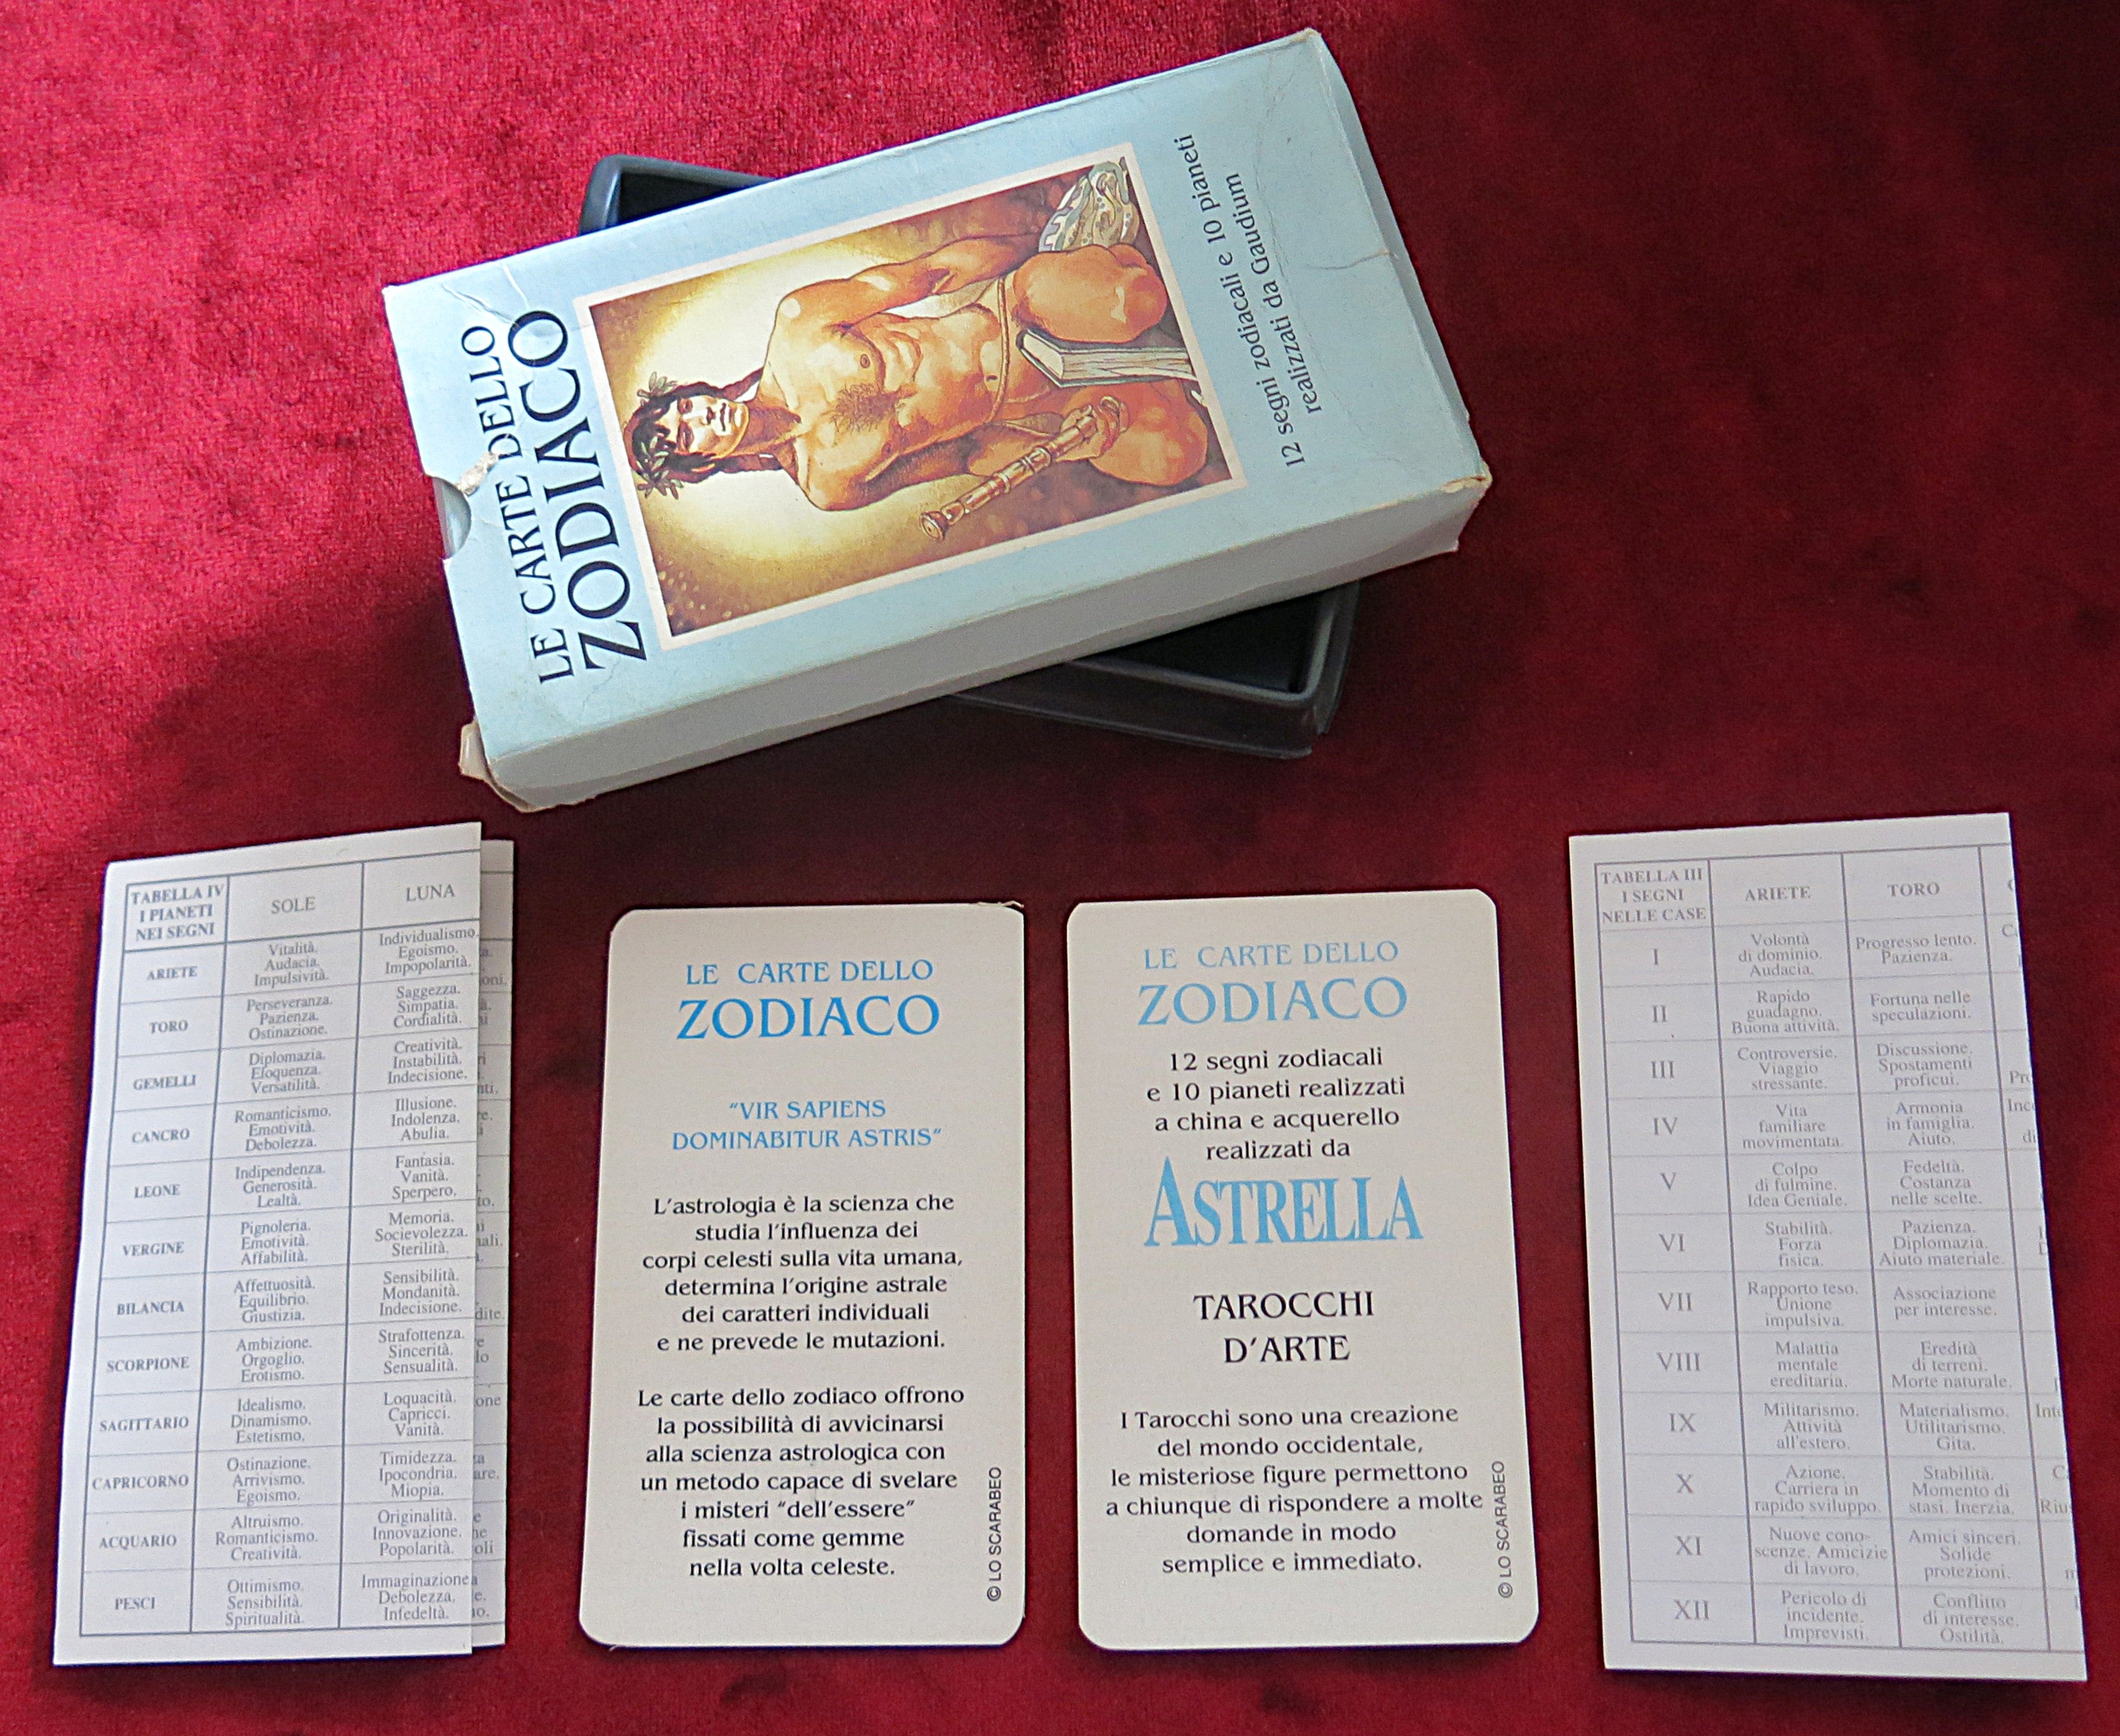 LE CARTE DELLO
ZODIACO
12 segni zodiacali e 10 pianeti
realizzati da Gaudium
TABELLA IV
I PIANETI
NEI SEGNI
SOLE
LUNA
ARIETE
Vitalità.
Audacia.
Impulsività.
Individualismo.
Egoismo.
Impopolarità.
TORO
Perseveranza.
Pazienza.
Ostinazione.
Saggezza.
Simpatia.
Cordialità.
GEMELLI
Diplomazia.
Eloquenza.
Versatilità.
Creatività.
Instabilità.
Indecisione.
CANCRO
Romanticismo.
Emotività.
Debolezza.
Illusione.
Indolenza.
Abulia.
LEONE
Indipendenza.
Generosità.
Lealtà.
Fantasia.
Vanità.
Sperpero.
VERGINE
Pignoleria.
Emotività.
Affabilità.
Memoria.
Socievolezza.
Sterilità.
BILANCIA
Affettuosità.
Equilibrio.
Giustizia.
Sensibilità.
Mondanità.
Indecisione.
SCORPIONE
Ambizione.
Orgoglio.
Erotismo.
Strafottenza.
Sincerità.
Sensualità.
SAGITTARIO
Idealismo.
Dinamismo.
Estetismo.
Loquacità.
Capricci.
Vanità.
CAPRICORNO
Ostinazione.
Arrivismo.
Egoismo.
Timidezza.
Ipocondria.
Miopia.
ACQUARIO
Altruismo.
Romanticismo.
Creatività.
Originalità.
Innovazione.
Popolarità.
PESCI
Ottimismo.
Sensibilità.
Spiritualità.
Immaginazione
Debolezza.
Infedeltà.
LE CARTE DELLO
ZODIACO
"VIR SAPIENS
DOMINABITUR ASTRIS"
L'astrologia è la scienza che
studia l'influenza dei
corpi celesti sulla vita umana,
determina l'origine astrale
dei caratteri individuali
e ne prevede le mutazioni.
Le carte dello zodiaco offrono
la possibilità di avvicinarsi
alla scienza astrologica con
un metodo capace di svelare
i misteri "dell'essere"
fissati come gemme
nella volta celeste.
© LO SCARABEO
LE CARTE DELLO
ZODIACO
12 segni zodiacali
e 10 pianeti realizzati
a china e acquerello
realizzati da
ASTRELLA
TAROCCHI
D'ARTE
I Tarocchi sono una creazione
del mondo occidentale,
le misteriose figure permettono
a chiunque di rispondere a molte
domande in modo
semplice e immediato.
© LO SCARABEO
TABELLA III
I SEGNI
NELLE CASE
ARIETE
TORO
I
Volontà
di dominio.
Audacia.
Progresso lento.
Pazienza.
II
Rapido
guadagno.
Buona attività.
Fortuna nelle
speculazioni.
III
Controversie.
Viaggio
stressante.
Discussione.
Spostamenti
proficui.
IV
Vita
familiare
movimentata.
Armonia
in famiglia.
Aiuto.
V
Colpo
di fulmine.
Idea Geniale.
Fedeltà.
Costanza
nelle scelte.
VI
Stabilità.
Forza
fisica.
Pazienza.
Diplomazia.
Aiuto materiale.
VII
Rapporto teso.
Unione
impulsiva.
Associazione
per interesse.
VIII
Malattia
mentale
ereditaria.
Eredità
di terreni.
Morte naturale.
IX
Militarismo.
Attività
all'estero.
Materialismo.
Utilitarismo.
Gita.
X
Azione.
Carriera in
rapido sviluppo.
Stabilità.
Momento di
stasi. Inerzia.
XI
Nuove cono-
scenze. Amicizie
di lavoro.
Amici sinceri.
Solide
protezioni.
XII
Pericolo di
incidente.
Imprevisti.
Conflitto
di interesse.
Ostilità.